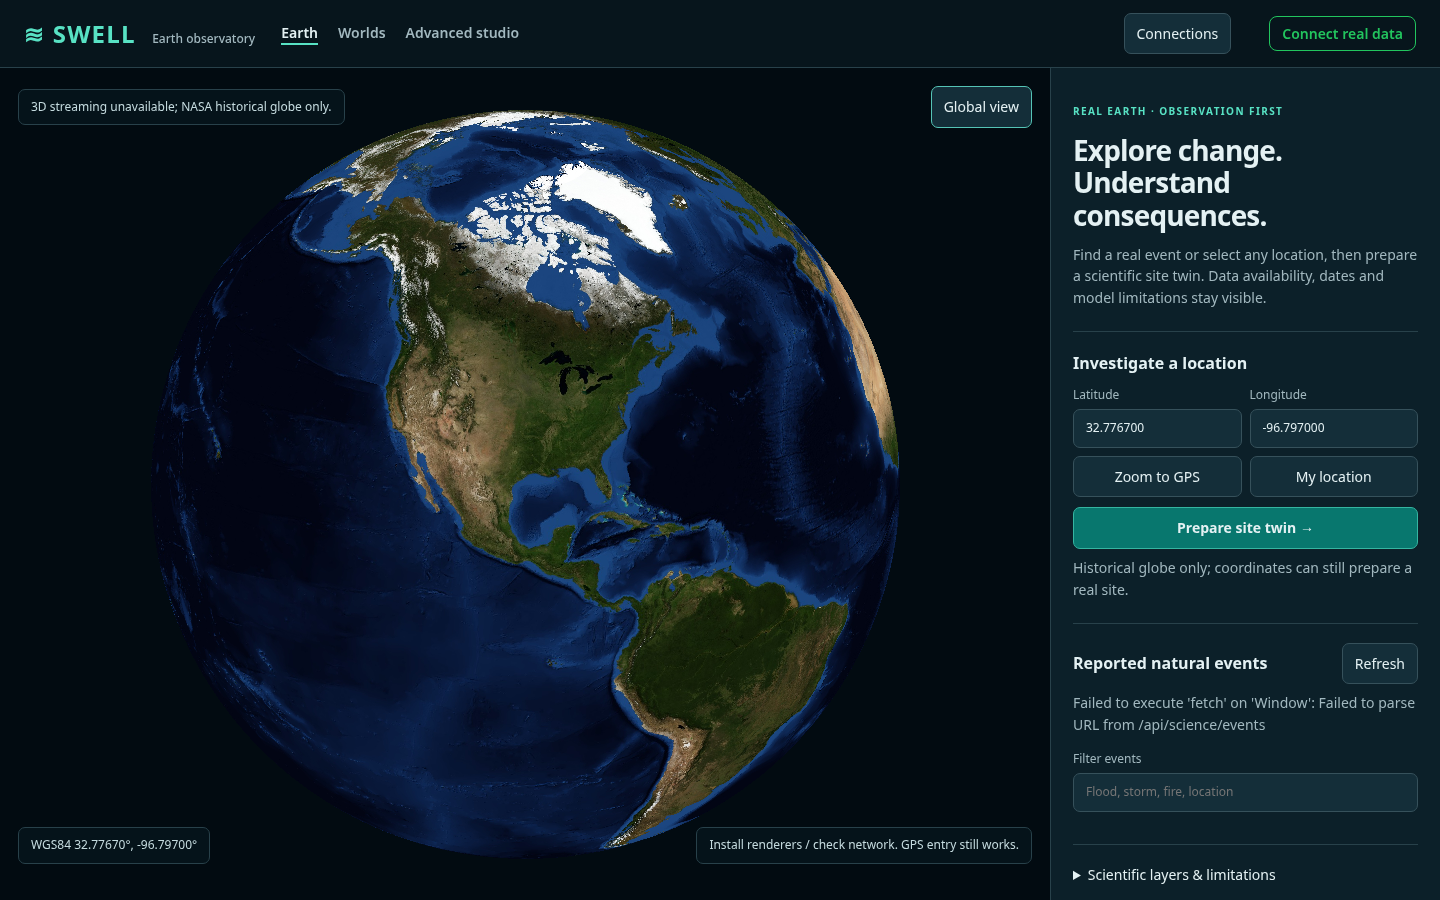 ≋ SWELL Earth observatory Earth Worlds Advanced studio Connections Connect real data
3D streaming unavailable; NASA historical globe only.
Global view
WGS84 32.77670°, -96.79700°
Install renderers / check network. GPS entry still works.
REAL EARTH · OBSERVATION FIRST
Explore change.
Understand
consequences.
Find a real event or select any location, then prepare
a scientific site twin. Data availability, dates and
model limitations stay visible.
Investigate a location
Latitude Longitude
32.776700 -96.797000
Zoom to GPS My location
Prepare site twin →
Historical globe only; coordinates can still prepare a
real site.
Reported natural events Refresh
Failed to execute 'fetch' on 'Window': Failed to parse
URL from /api/science/events
Filter events
Flood, storm, fire, location
▶ Scientific layers & limitations